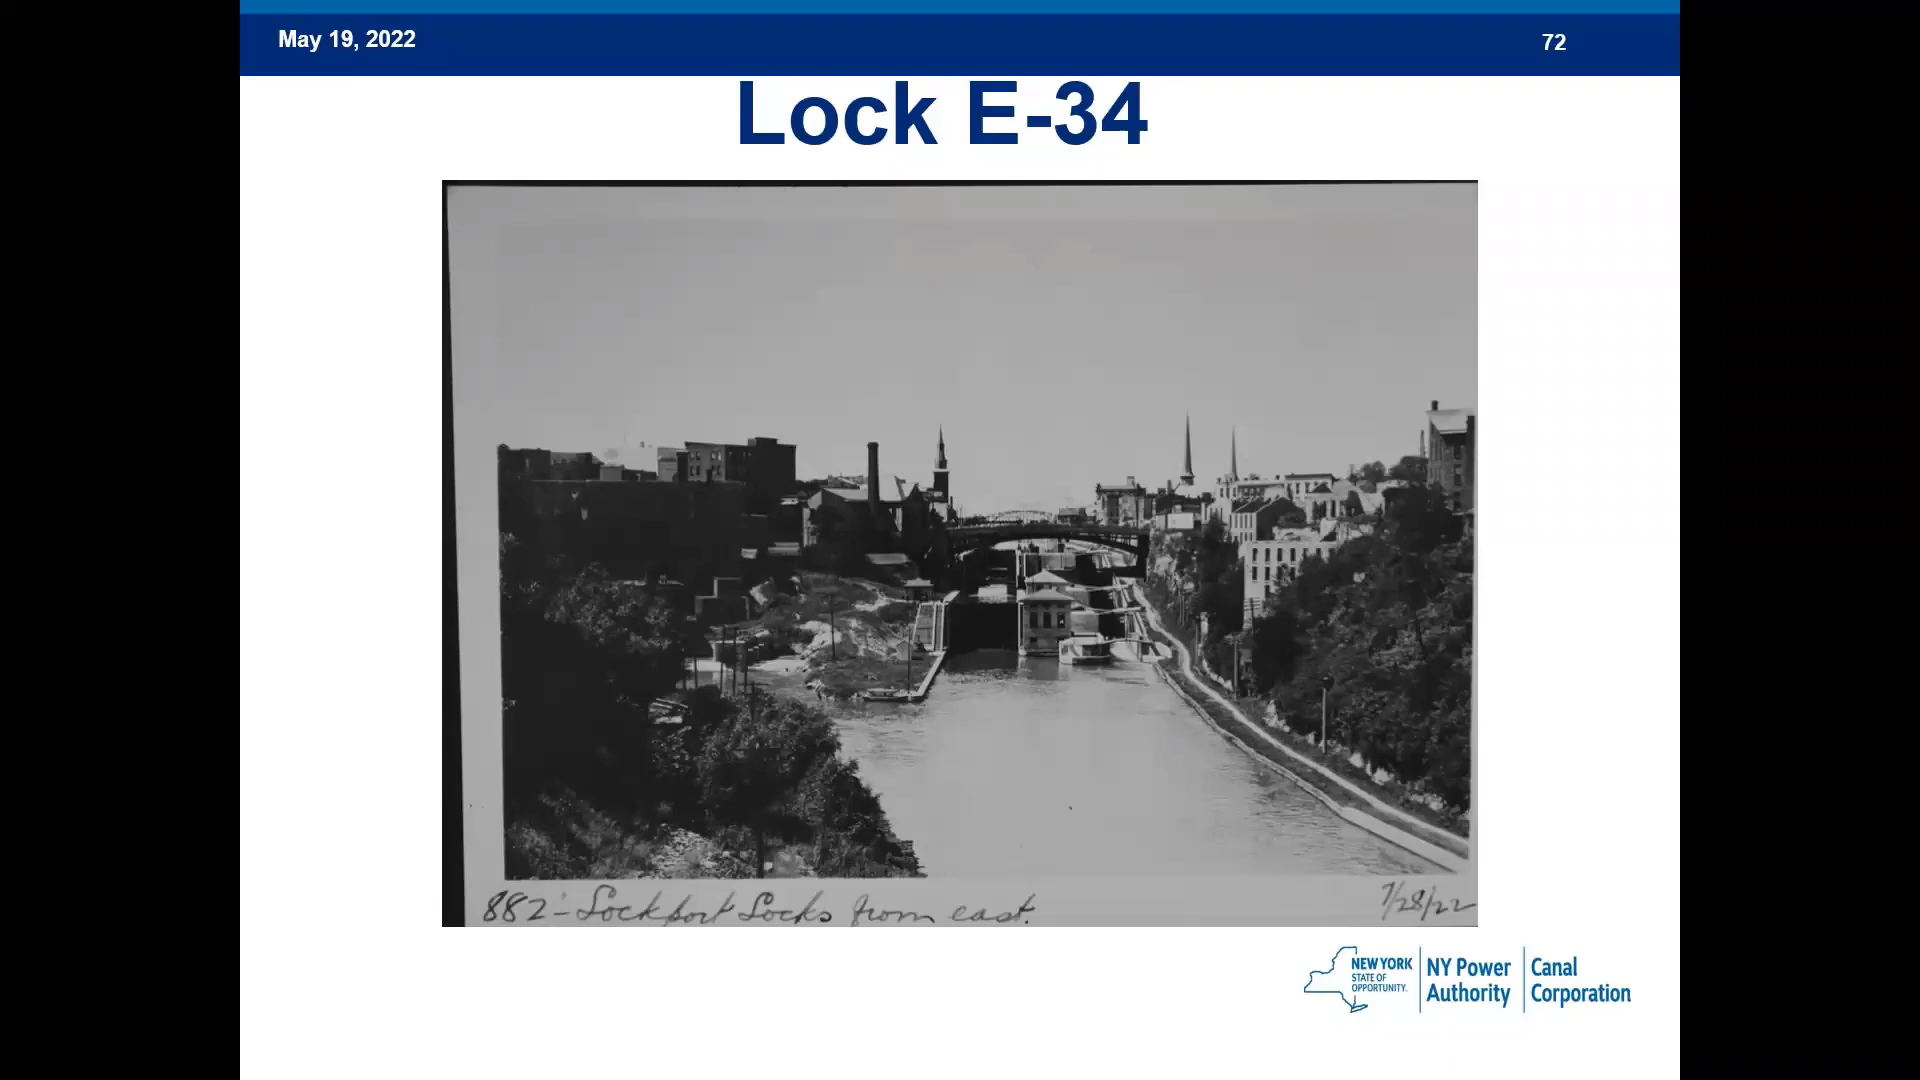 May 19, 2022
72
Lock E-34
882 - Lockport Locks from east.
7/28/22
NEW YORK
STATE OF
OPPORTUNITY.
NY Power
Authority
Canal
Corporation